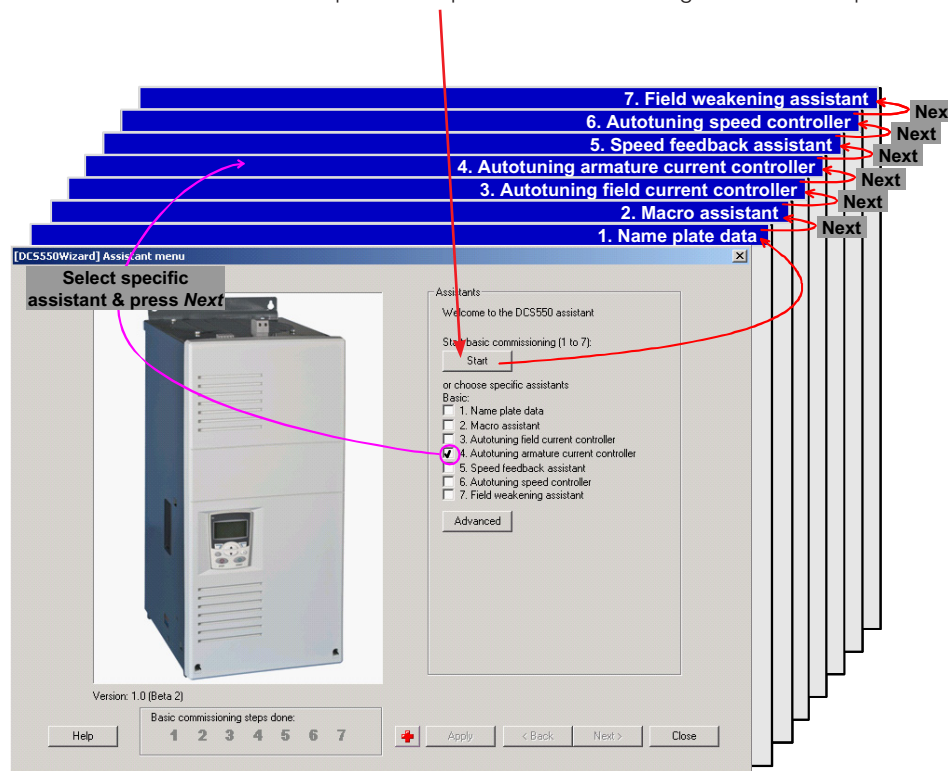 7. Field weakening assistant
6. Autotuning speed controller
Next
5. Speed feedback assistant
Next
4. Autotuning armature current controller
Next
3. Autotuning field current controller
Next
2. Macro assistant
Next
1. Name plate data
[DCS550Wizard] Assistant menu
Select specific
assistant & press Next
Assistants
Welcome to the DCS550 assistant
Start basic commissioning (1 to 7):
Start
or choose specific assistants
Basic:
1. Name plate data
2. Macro assistant
3. Autotuning field current controller
4. Autotuning armature current controller
5. Speed feedback assistant
6. Autotuning speed controller
7. Field weakening assistant
Advanced
Version: 1.0 (Beta 2)
Basic commissioning steps done:
1 2 3 4 5 6 7
Help
Apply
< Back
Next >
Close